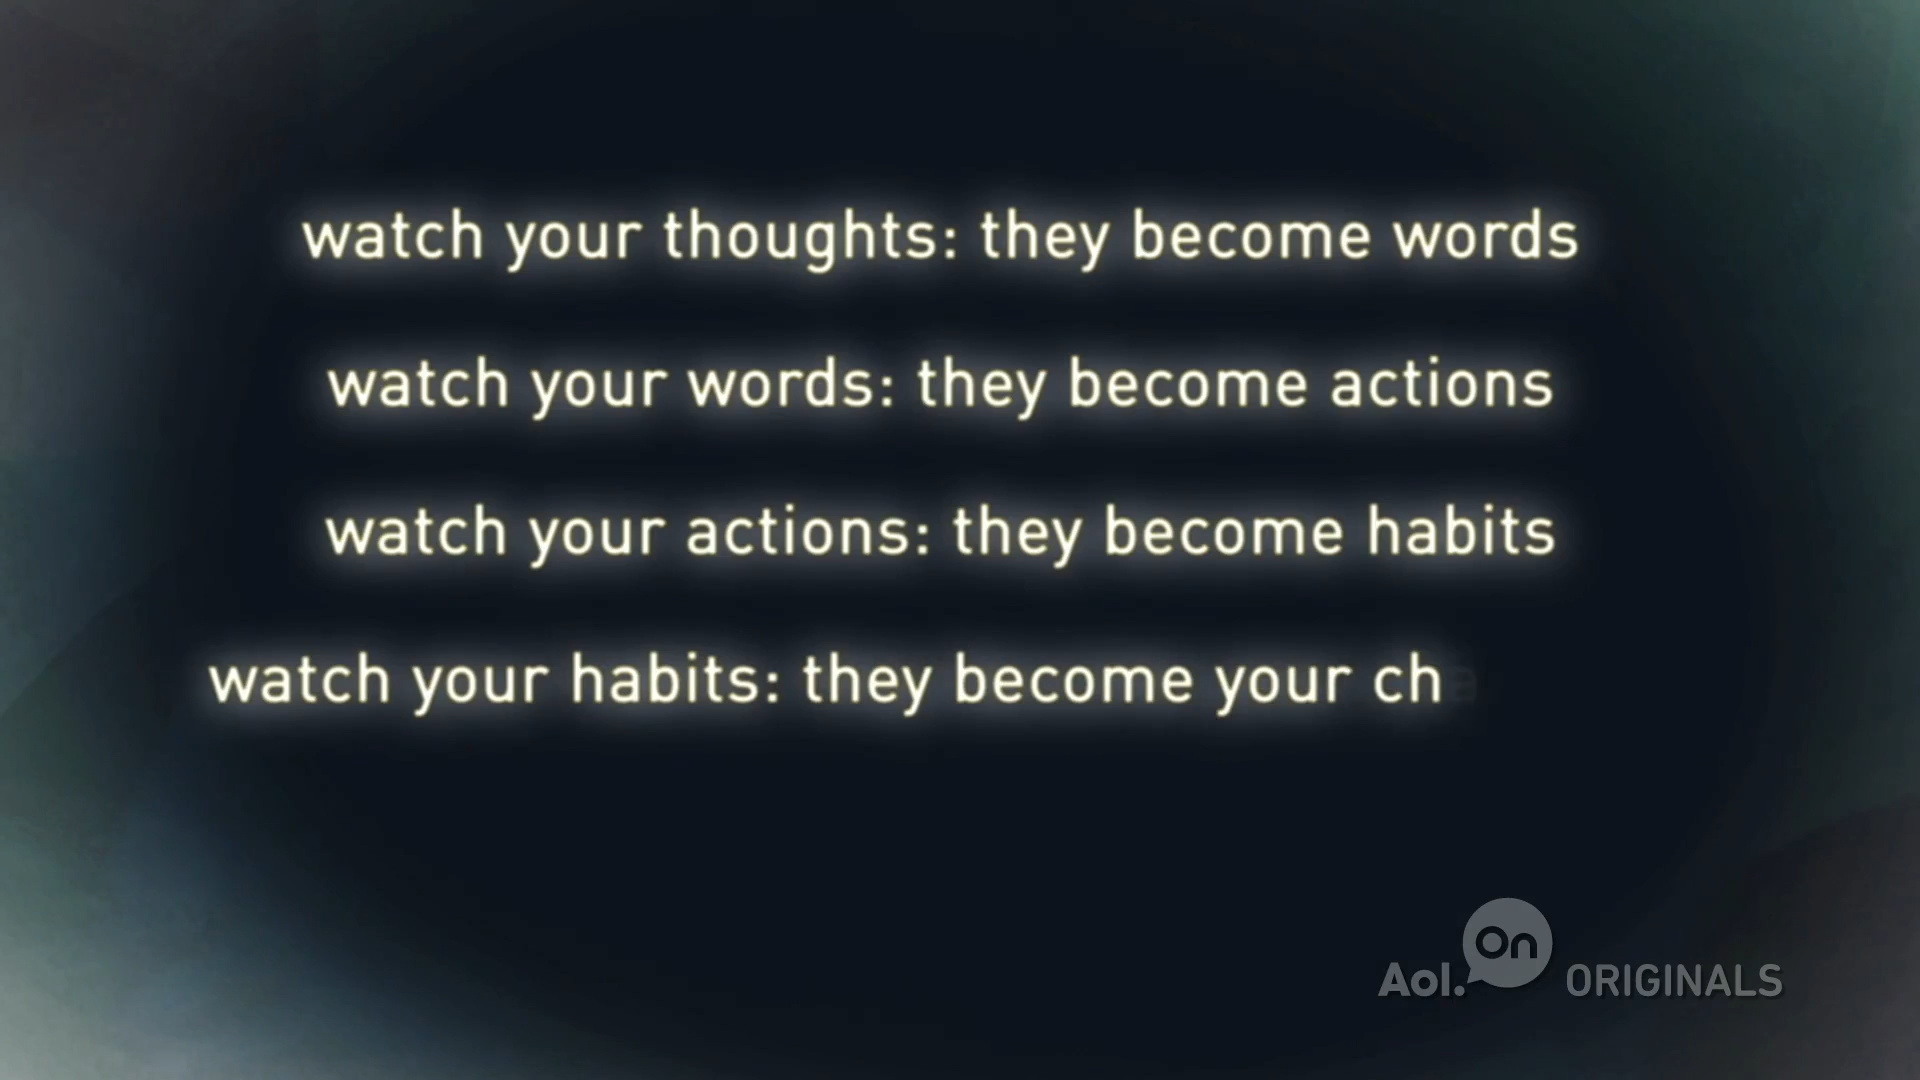 watch your thoughts: they become words
watch your words: they become actions
watch your actions: they become habits
watch your habits: they become your ch
Aol. On ORIGINALS